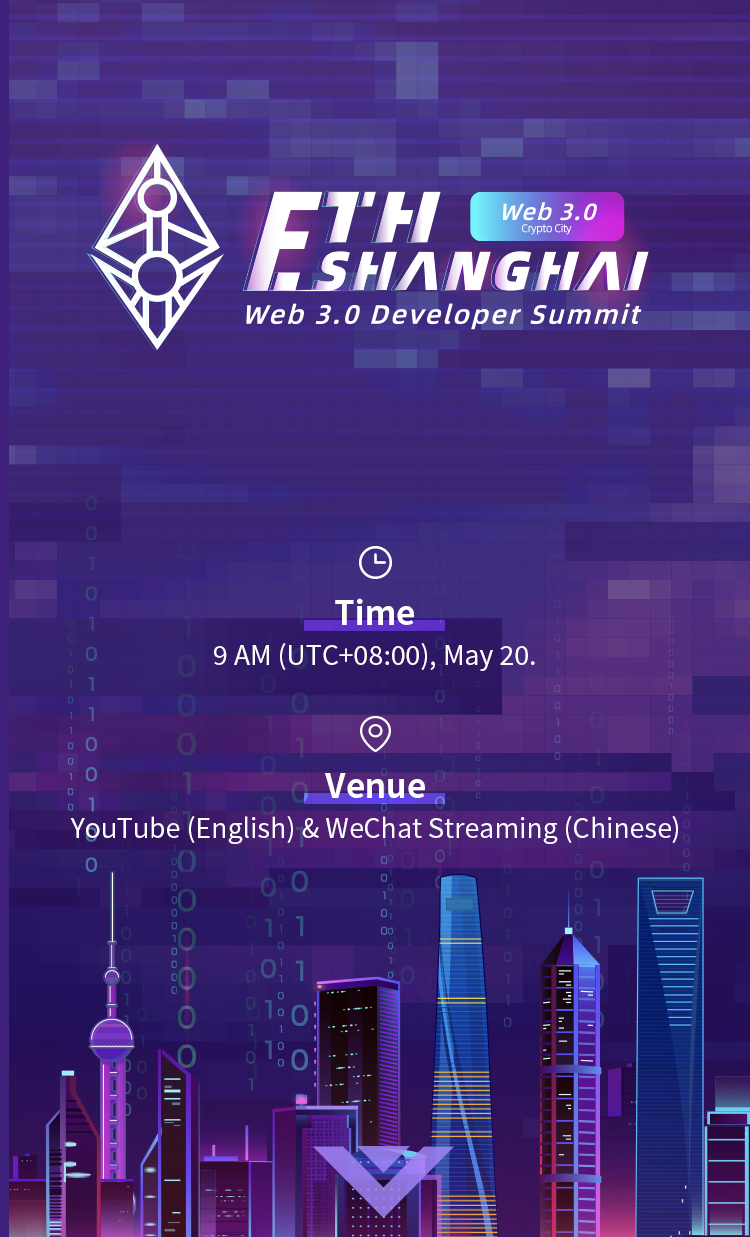 ETH
Web 3.0
Crypto City
SHANGHAI
Web 3.0 Developer Summit
Time
9 AM (UTC+08:00), May 20.
Venue
YouTube (English) & WeChat Streaming (Chinese)